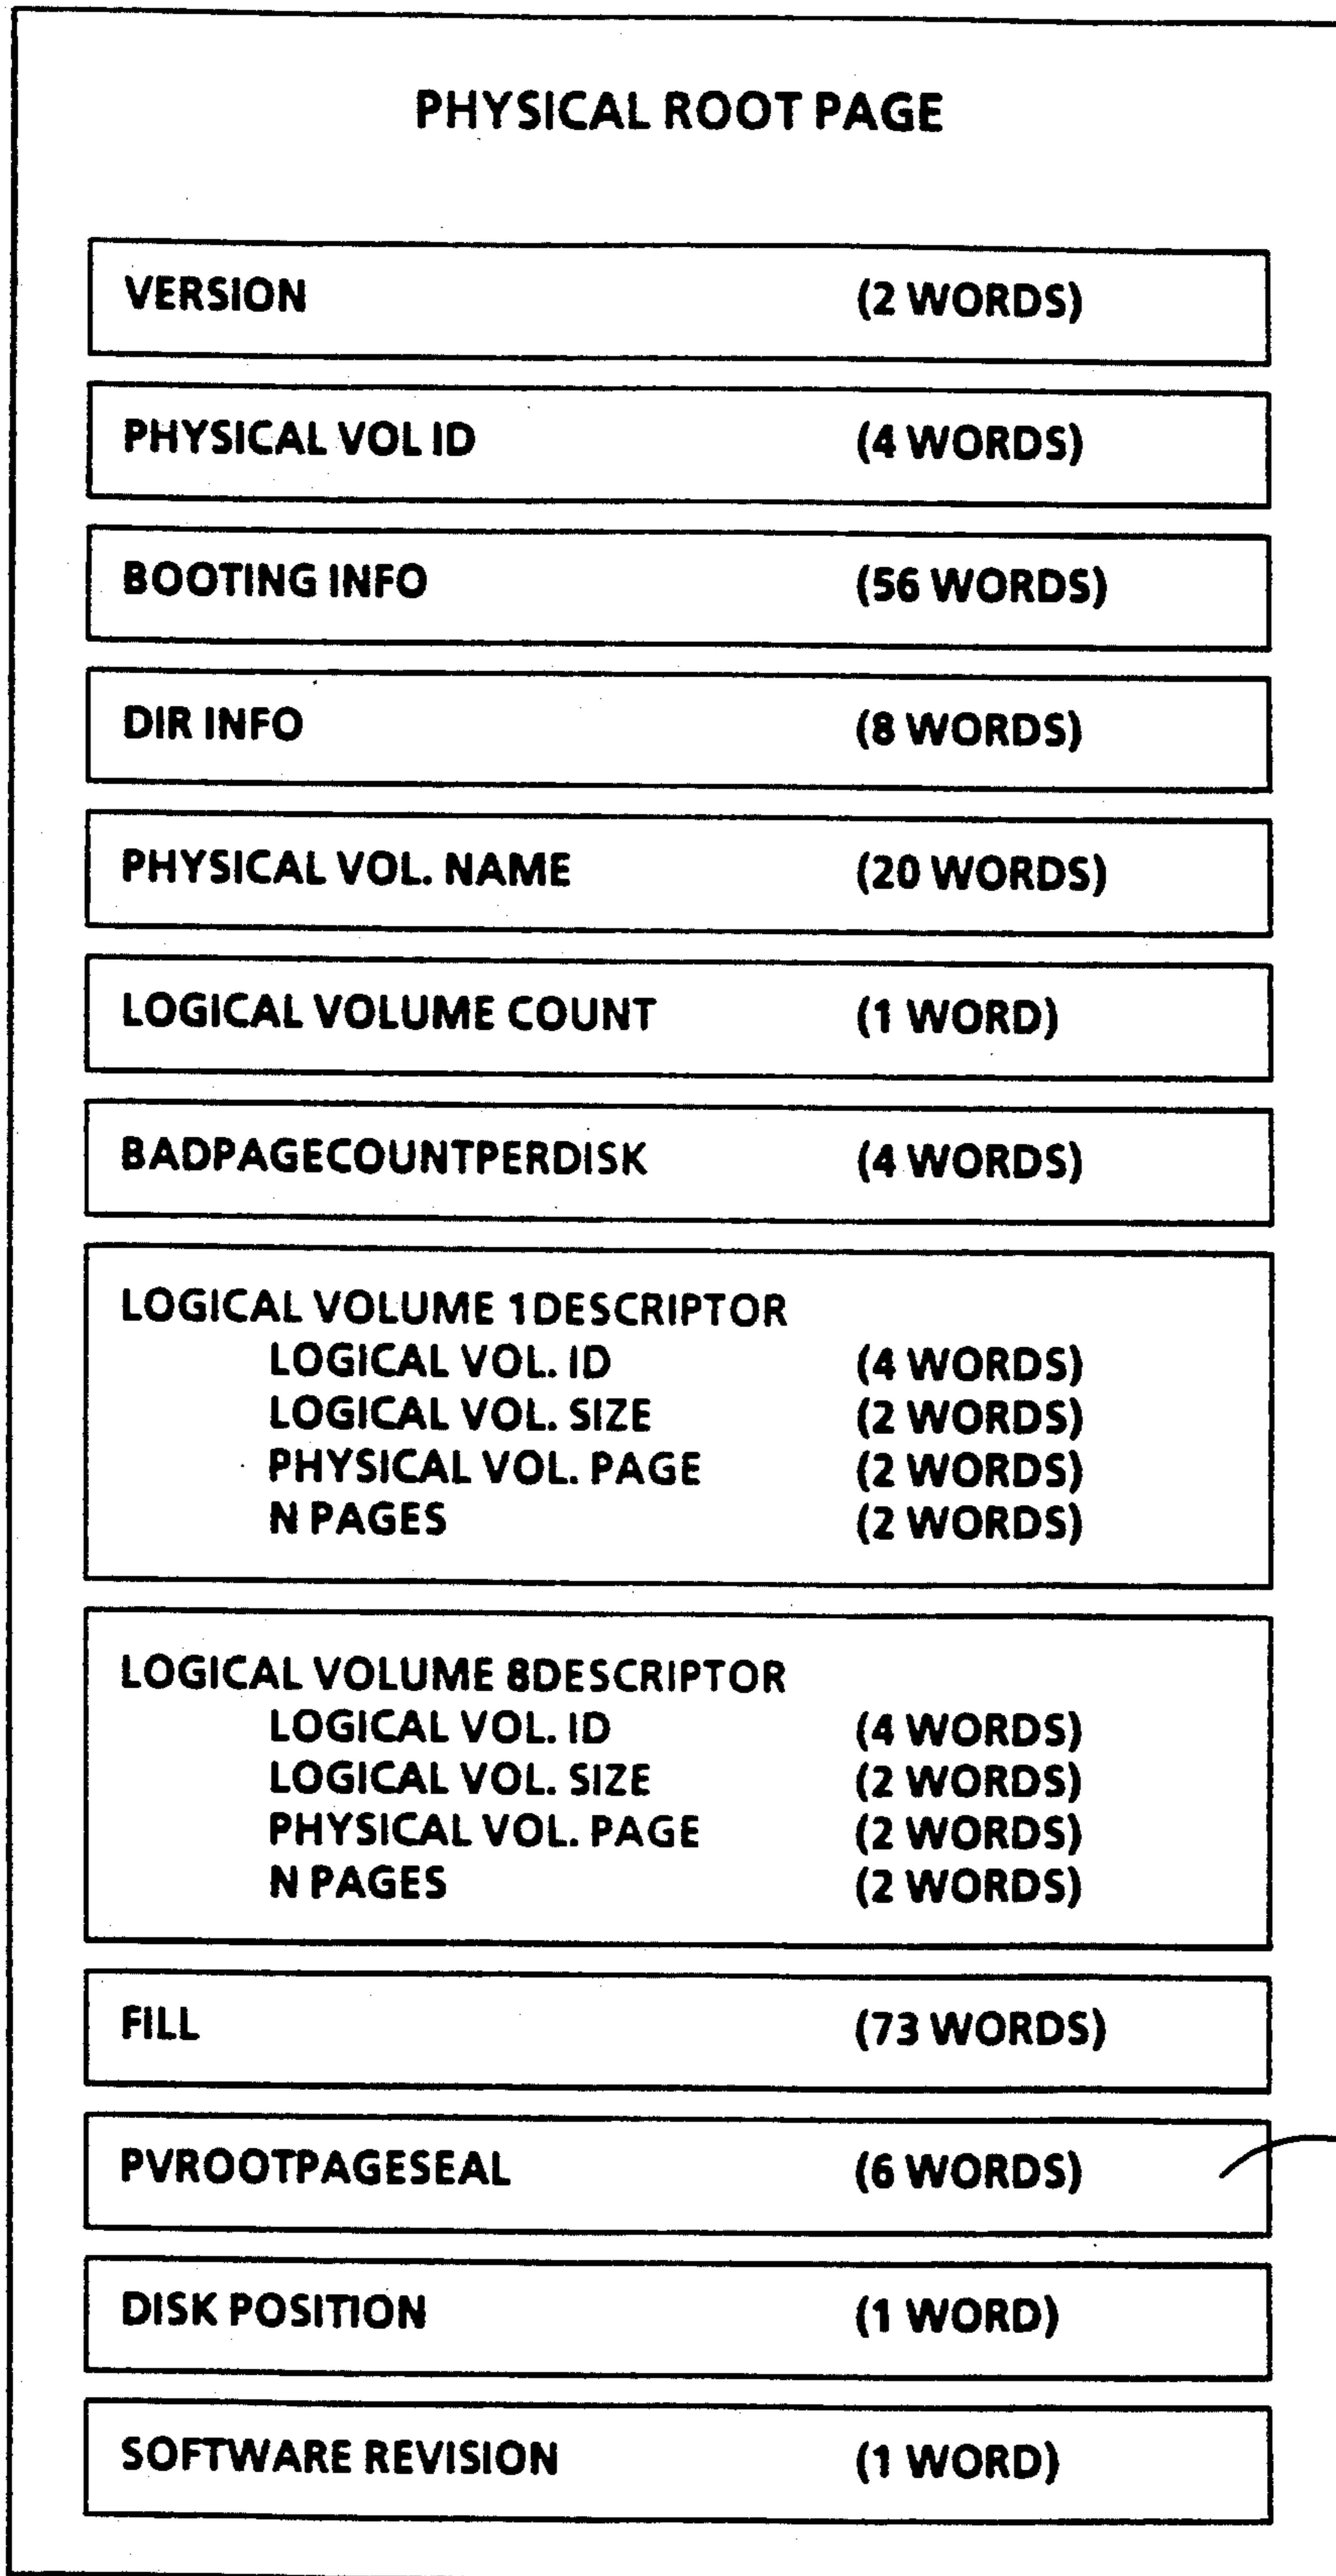 PHYSICAL ROOT PAGE
VERSION (2 WORDS)
PHYSICAL VOL ID (4 WORDS)
BOOTING INFO (56 WORDS)
DIR INFO (8 WORDS)
PHYSICAL VOL. NAME (20 WORDS)
LOGICAL VOLUME COUNT (1 WORD)
BADPAGECOUNTPERDISK (4 WORDS)
LOGICAL VOLUME 1DESCRIPTOR
LOGICAL VOL. ID (4 WORDS)
LOGICAL VOL. SIZE (2 WORDS)
PHYSICAL VOL. PAGE (2 WORDS)
N PAGES (2 WORDS)
LOGICAL VOLUME 8DESCRIPTOR
LOGICAL VOL. ID (4 WORDS)
LOGICAL VOL. SIZE (2 WORDS)
PHYSICAL VOL. PAGE (2 WORDS)
N PAGES (2 WORDS)
FILL (73 WORDS)
PVROOTPAGESEAL (6 WORDS)
DISK POSITION (1 WORD)
SOFTWARE REVISION (1 WORD)